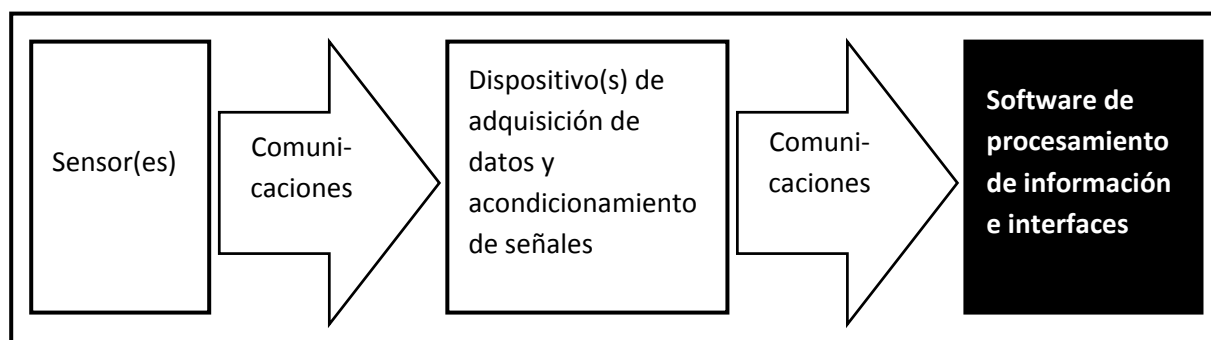 Sensor(es)
Comuni-
caciones
Dispositivo(s) de
adquisición de
datos y
acondicionamiento
de señales
Comuni-
caciones
Software de
procesamiento
de información
e interfaces